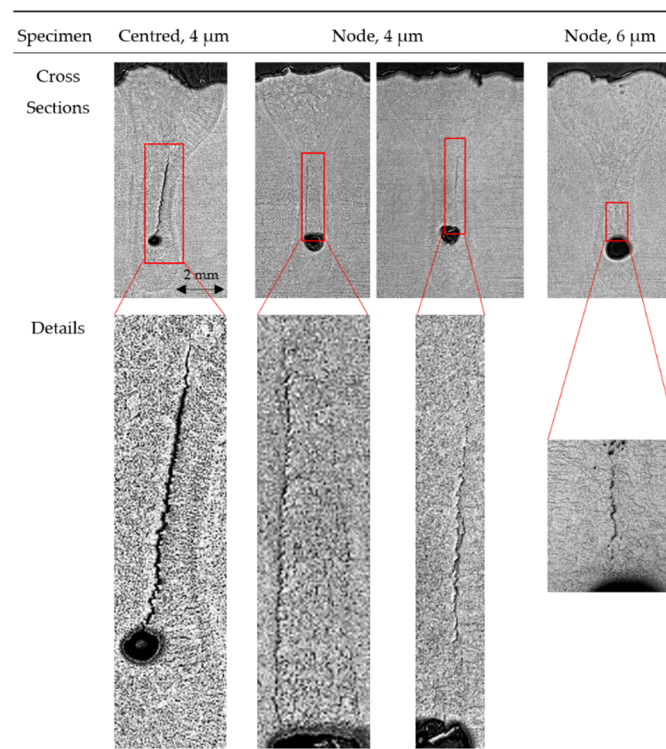 Specimen Centred, 4 μm Node, 4 μm Node, 6 μm
Cross
Sections
2 mm
Details